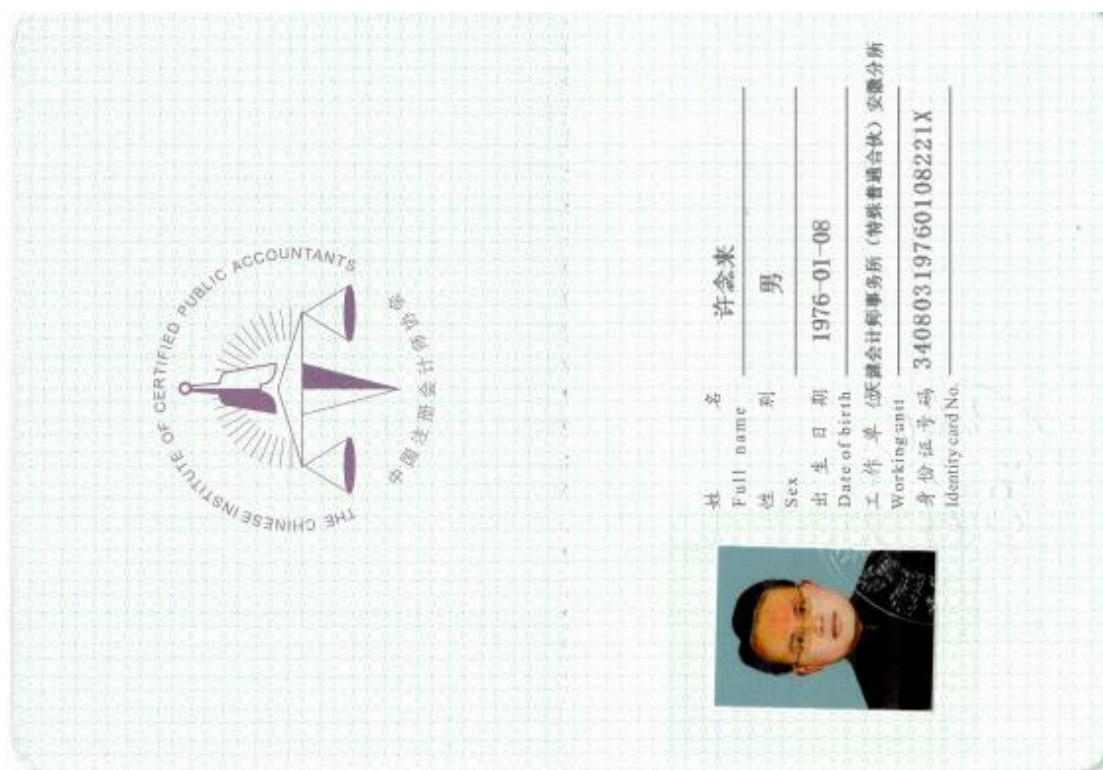 THE CHINESE INSTITUTE OF CERTIFIED PUBLIC ACCOUNTANTS
中国注册会计师协会
姓 名 许念来
Full name
性 别 男
Sex
出 生 日 期 1976-01-08
Date of birth
工 作 单 位 天健会计师事务所（特殊普通合伙）安徽分所
Working unit
身 份 证 号 码 34080319760108221X
Identity card No.